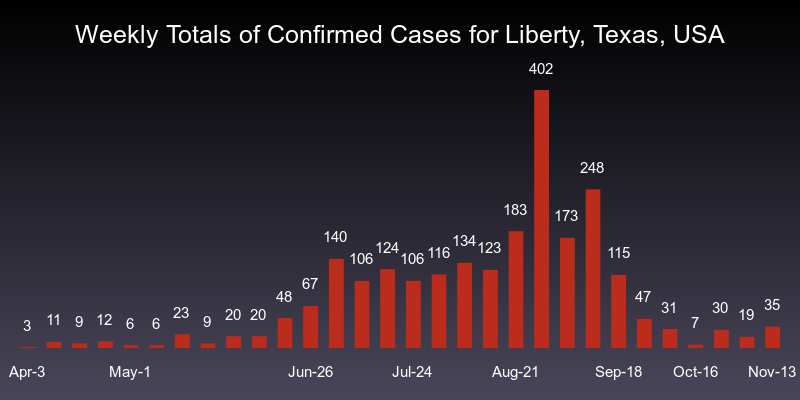 Weekly Totals of Confirmed Cases for Liberty, Texas, USA
3 11 9 12 6 6 23 9 20 20 48 67 140 106 124 106 116 134 123 183 402 173 248 115 47 31 7 30 19 35
Apr-3 May-1 Jun-26 Jul-24 Aug-21 Sep-18 Oct-16 Nov-13